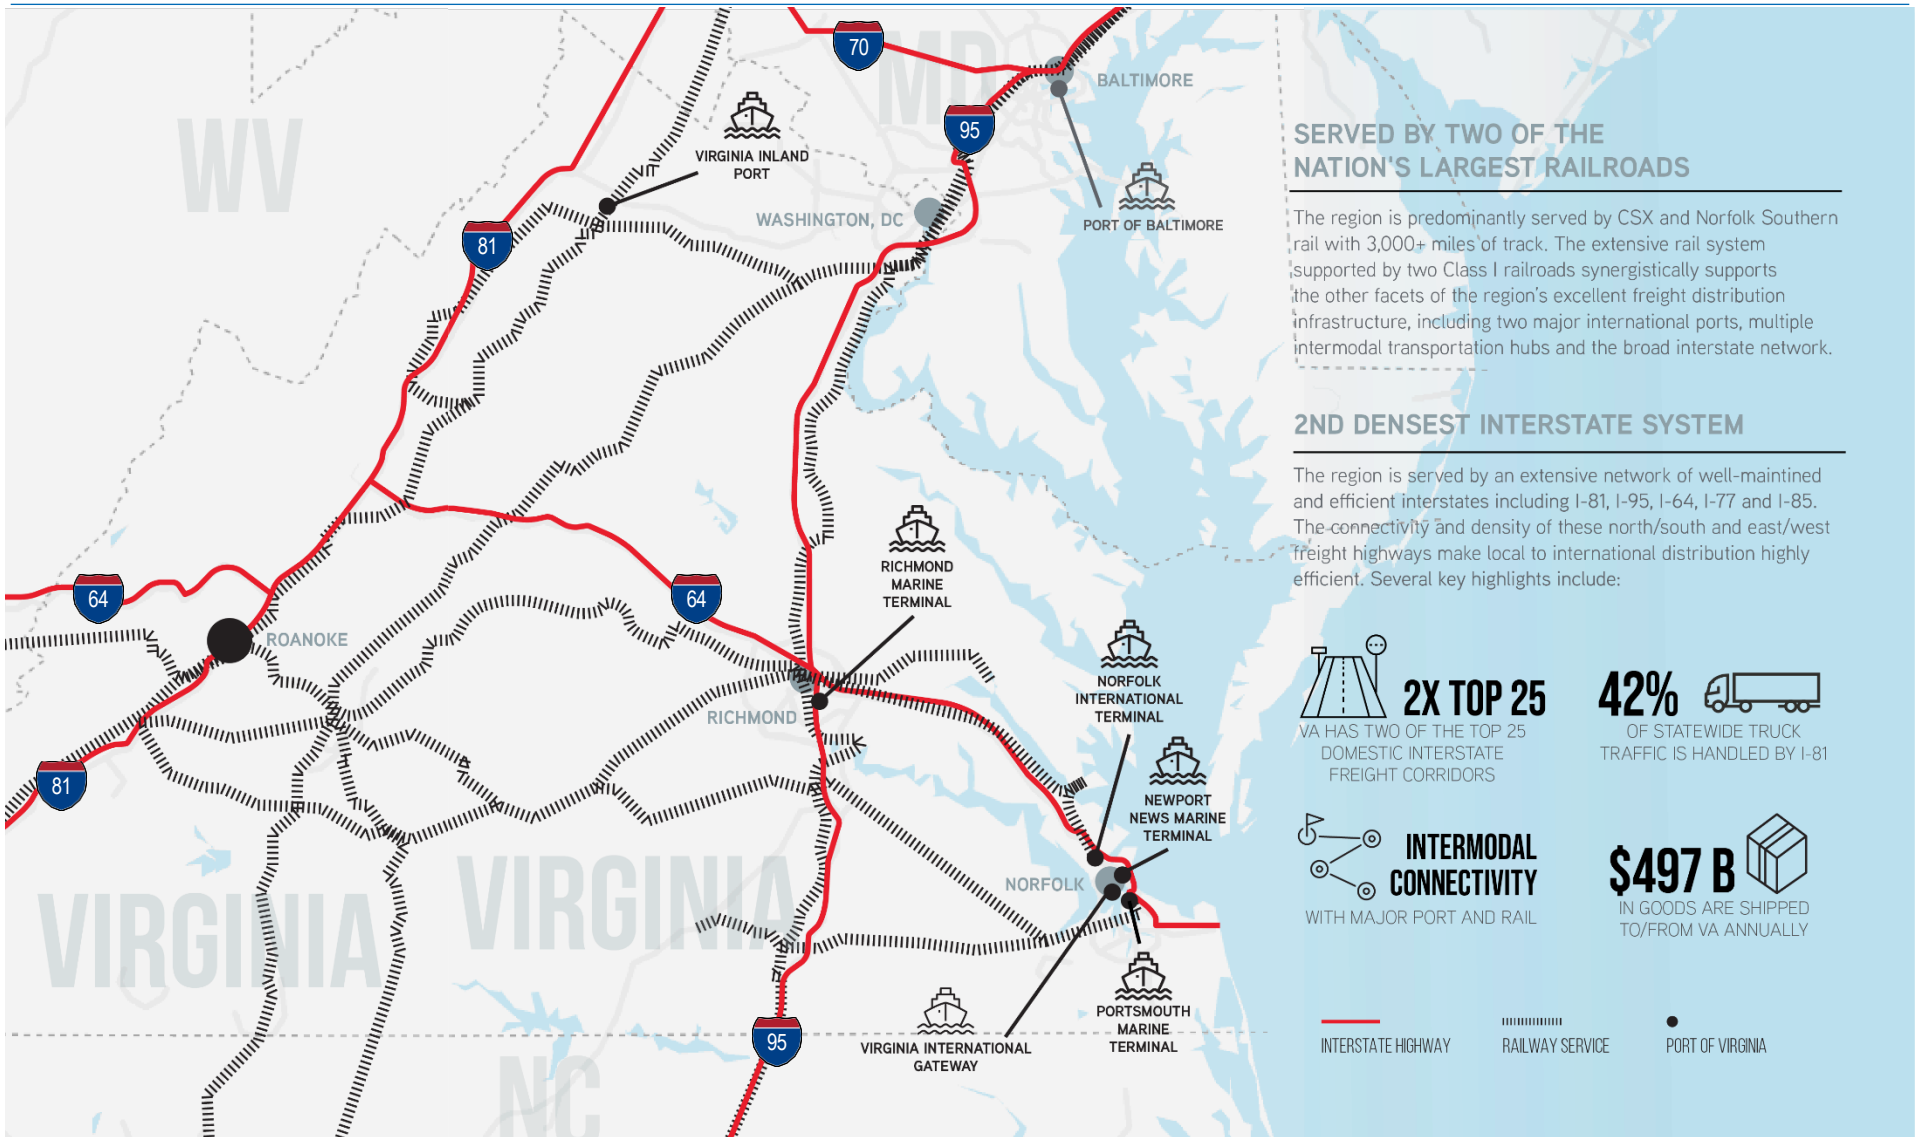 70
MD
BALTIMORE
WV
95
VIRGINIA INLAND
PORT
WASHINGTON, DC
PORT OF BALTIMORE
81
64
ROANOKE
64
RICHMOND
MARINE
TERMINAL
RICHMOND
81
NORFOLK
INTERNATIONAL
TERMINAL
NEWPORT
NEWS MARINE
TERMINAL
NORFOLK
VIRGINIA
VIRGINIA
PORTSMOUTH
MARINE
TERMINAL
VIRGINIA INTERNATIONAL
GATEWAY
95
NC
SERVED BY TWO OF THE
NATION'S LARGEST RAILROADS
The region is predominantly served by CSX and Norfolk Southern
rail with 3,000+ miles of track. The extensive rail system
supported by two Class I railroads synergistically supports
the other facets of the region's excellent freight distribution
infrastructure, including two major international ports, multiple
intermodal transportation hubs and the broad interstate network.
2ND DENSEST INTERSTATE SYSTEM
The region is served by an extensive network of well-maintined
and efficient interstates including I-81, I-95, I-64, I-77 and I-85.
The connectivity and density of these north/south and east/west
freight highways make local to international distribution highly
efficient. Several key highlights include:
2X TOP 25
VA HAS TWO OF THE TOP 25
DOMESTIC INTERSTATE
FREIGHT CORRIDORS
42%
OF STATEWIDE TRUCK
TRAFFIC IS HANDLED BY I-81
INTERMODAL
CONNECTIVITY
WITH MAJOR PORT AND RAIL
$497 B
IN GOODS ARE SHIPPED
TO/FROM VA ANNUALLY
INTERSTATE HIGHWAY
RAILWAY SERVICE
PORT OF VIRGINIA